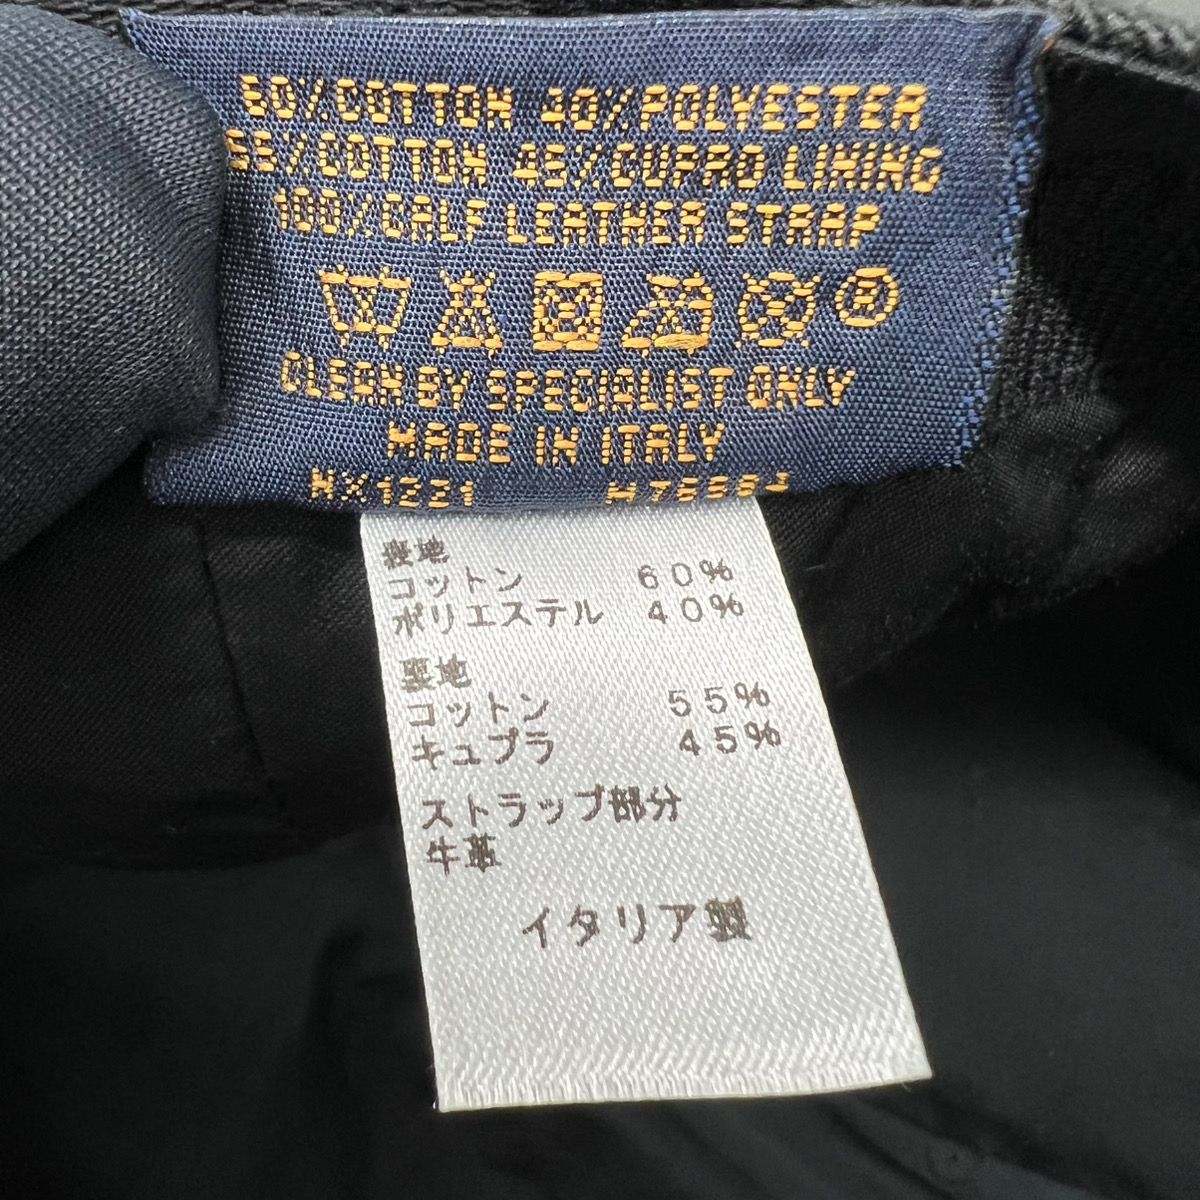 60%COTTON 40%POLYESTER
55%COTTON 45%CUPRO LINING
100%CALF LEATHER STRAP
CLEAN BY SPECIALIST ONLY
MADE IN ITALY
表地
コットン 60%
ポリエステル 40%
裏地
コットン 55%
キュプラ 45%
ストラップ部分
牛革
イタリア製